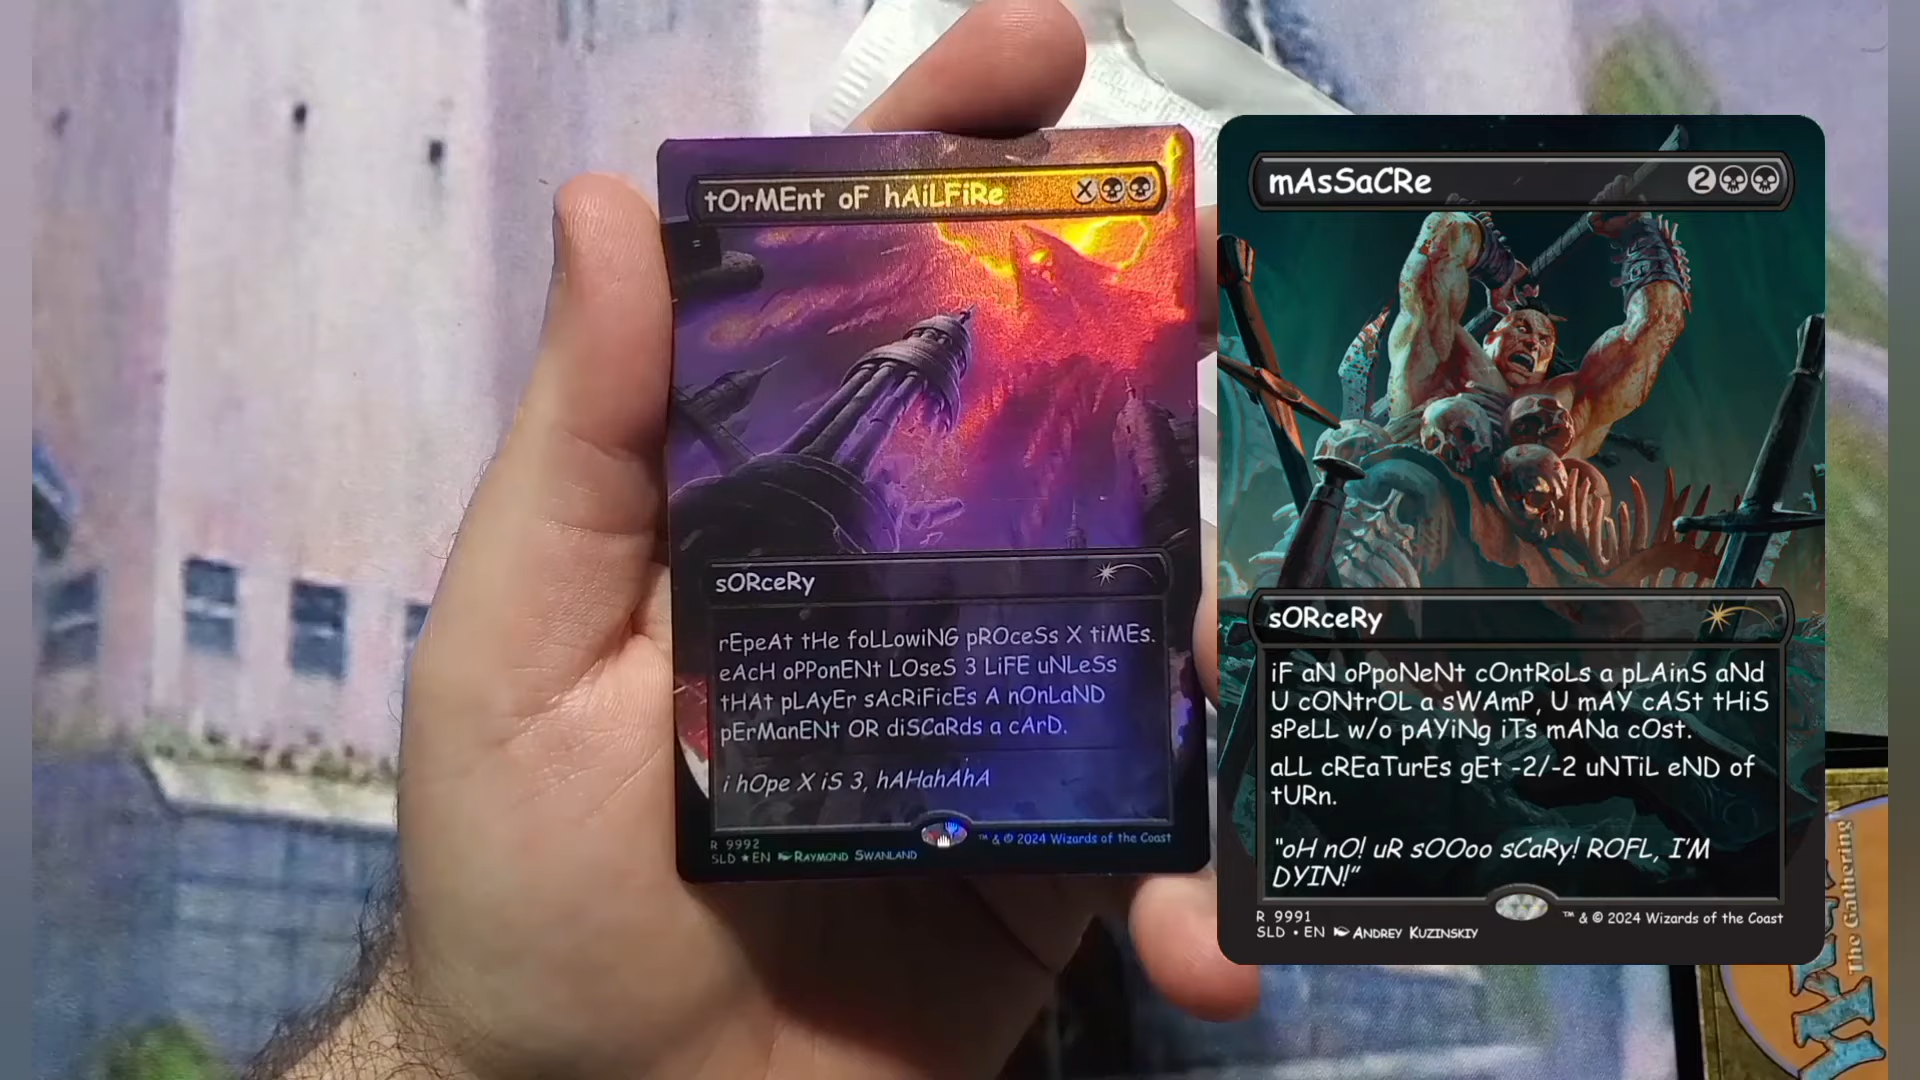 tOrMEnt oF hAiLFiRe
X
sORceRy
rEpeAt tHe foLLowiNG pROceSs X tiMEs.
eAcH oPPonENt LOseS 3 LiFE uNLeSs
tHAt pLAyEr sAcRiFicEs A nOnLaND
pErManENt OR diSCaRds a cArD.
i hOpe X iS 3, hAHahAhA
R 9992
SLD ★ EN RAYMOND SWANLAND
™ & © 2024 Wizards of the Coast
mAsSaCRe
2
sORceRy
iF aN oPpoNeNt cOntRoLs a pLAinS aNd
U cONtrOL a sWAmP, U mAY cASt tHiS
sPeLL w/o pAYiNg iTs mANa cOst.
aLL cREaTurEs gEt -2/-2 uNTiL eND of
tURn.
"oH nO! uR sOOoo sCaRy! ROFL, I'M
DYIN!"
R 9991
SLD • EN ANDREY KUZINSKIY
™ & © 2024 Wizards of the Coast
The Gathering